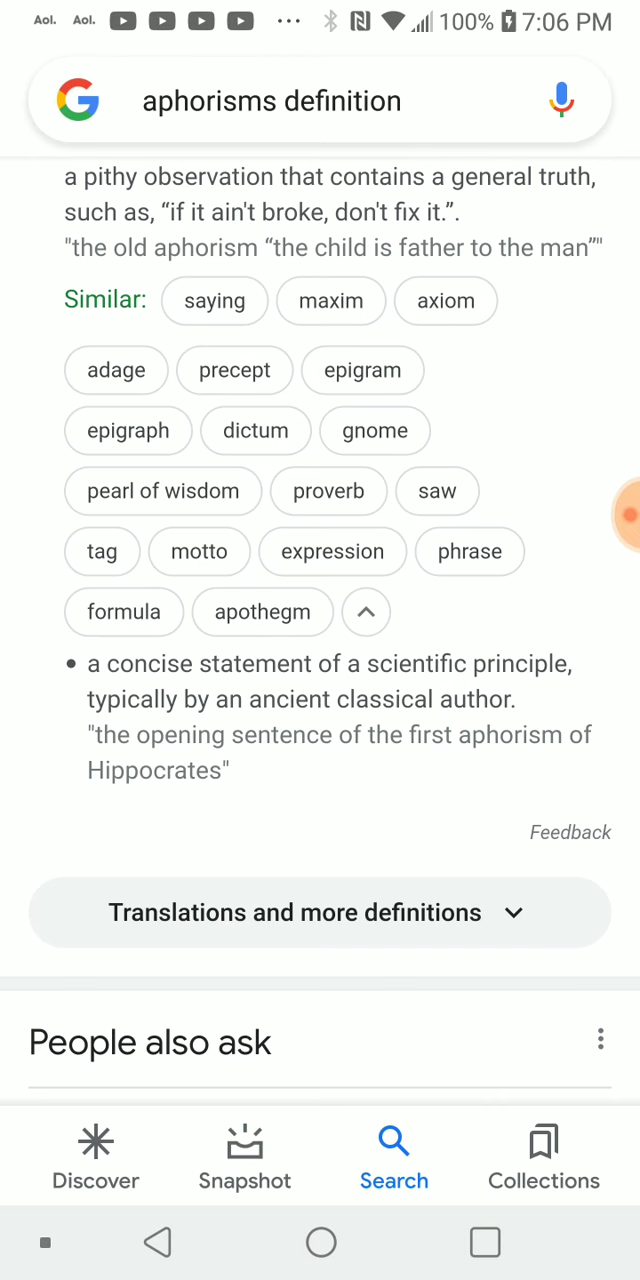 Aol. Aol. ... 100% 7:06 PM
aphorisms definition
a pithy observation that contains a general truth,
such as, “if it ain't broke, don't fix it.”.
"the old aphorism “the child is father to the man”"
Similar: saying maxim axiom
adage precept epigram
epigraph dictum gnome
pearl of wisdom proverb saw
tag motto expression phrase
formula apothegm
• a concise statement of a scientific principle,
typically by an ancient classical author.
"the opening sentence of the first aphorism of
Hippocrates"
Feedback
Translations and more definitions
People also ask
Discover Snapshot Search Collections